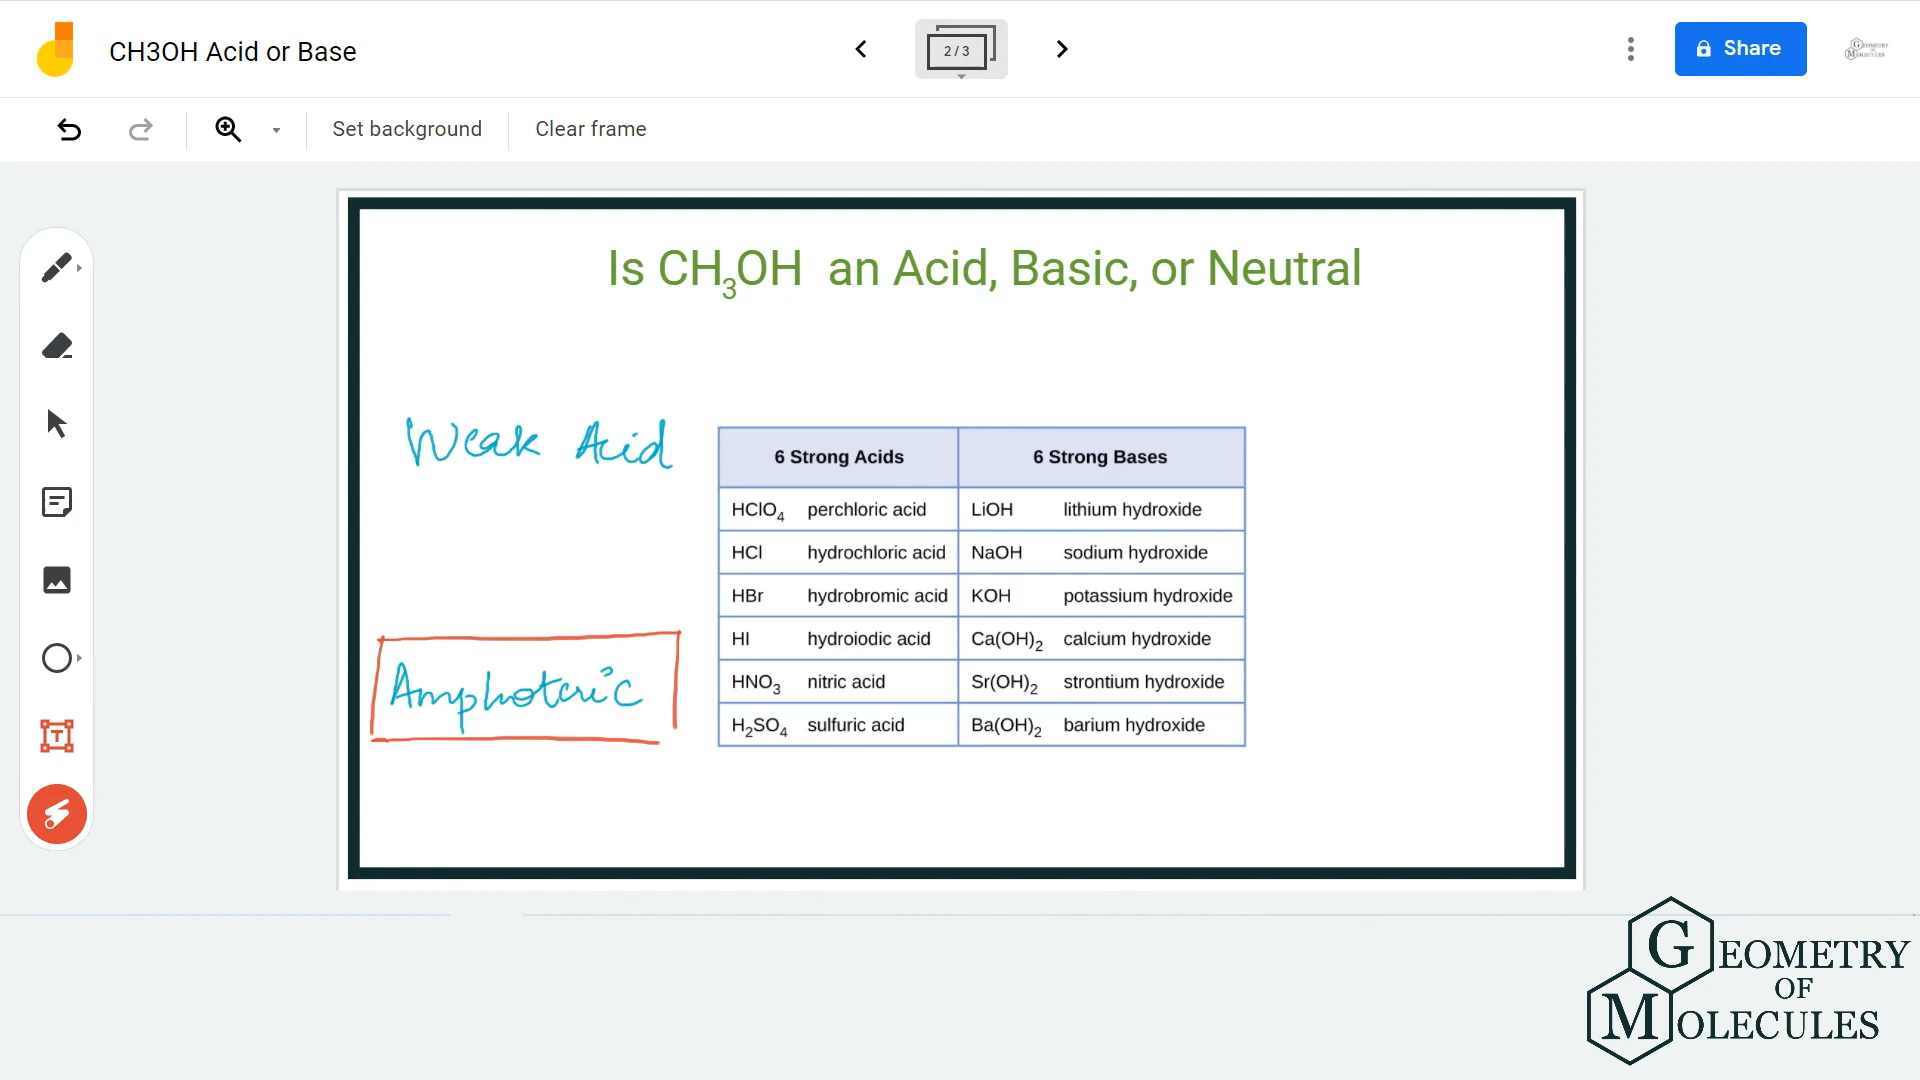 CH3OH Acid or Base
2 / 3
Share
GEOMETRY OF MOLECULES
Set background
Clear frame
Is CH₃OH an Acid, Basic, or Neutral
Weak Acid
6 Strong Acids 6 Strong Bases
HClO₄ perchloric acid LiOH lithium hydroxide
HCl hydrochloric acid NaOH sodium hydroxide
HBr hydrobromic acid KOH potassium hydroxide
HI hydroiodic acid Ca(OH)₂ calcium hydroxide
HNO₃ nitric acid Sr(OH)₂ strontium hydroxide
H₂SO₄ sulfuric acid Ba(OH)₂ barium hydroxide
Amphoteric
T
GEOMETRY
OF
MOLECULES